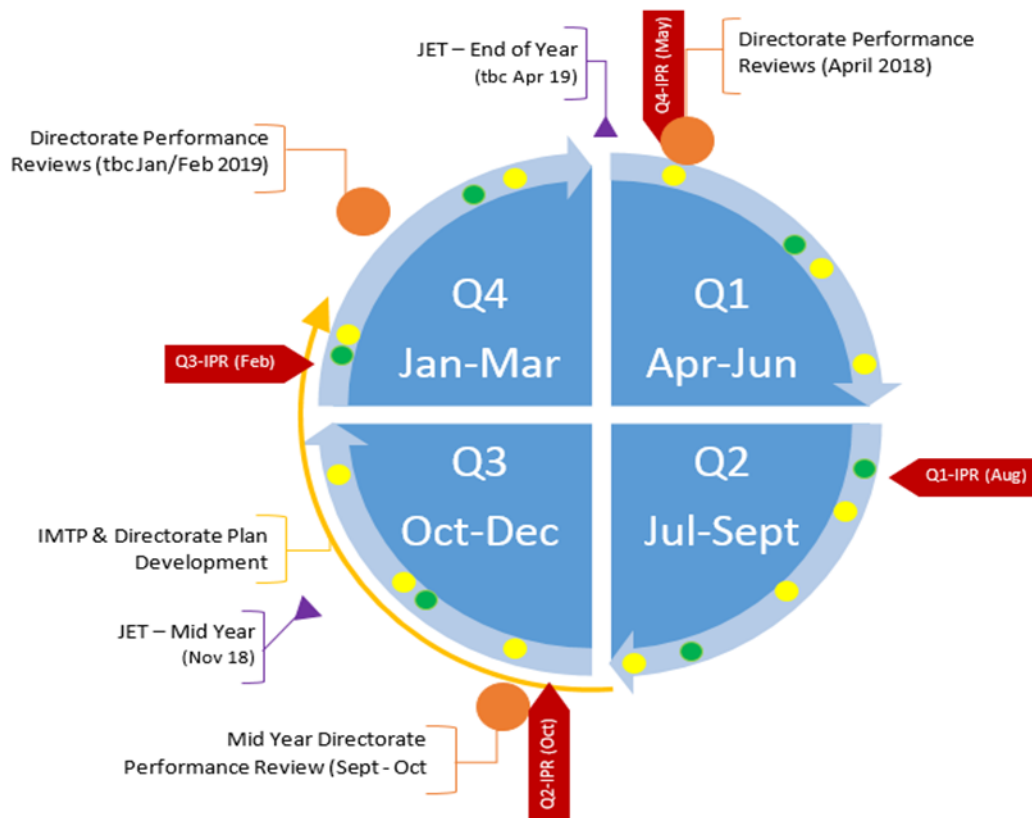 JET – End of Year
(tbc Apr 19)
Q4-IPR (May)
Directorate Performance
Reviews (April 2018)
Directorate Performance
Reviews (tbc Jan/Feb 2019)
Q4
Jan-Mar
Q1
Apr-Jun
Q3-IPR (Feb)
Q3
Oct-Dec
Q2
Jul-Sept
Q1-IPR (Aug)
IMTP & Directorate Plan
Development
JET – Mid Year
(Nov 18)
Mid Year Directorate
Performance Review (Sept - Oct
Q2-IPR (Oct)